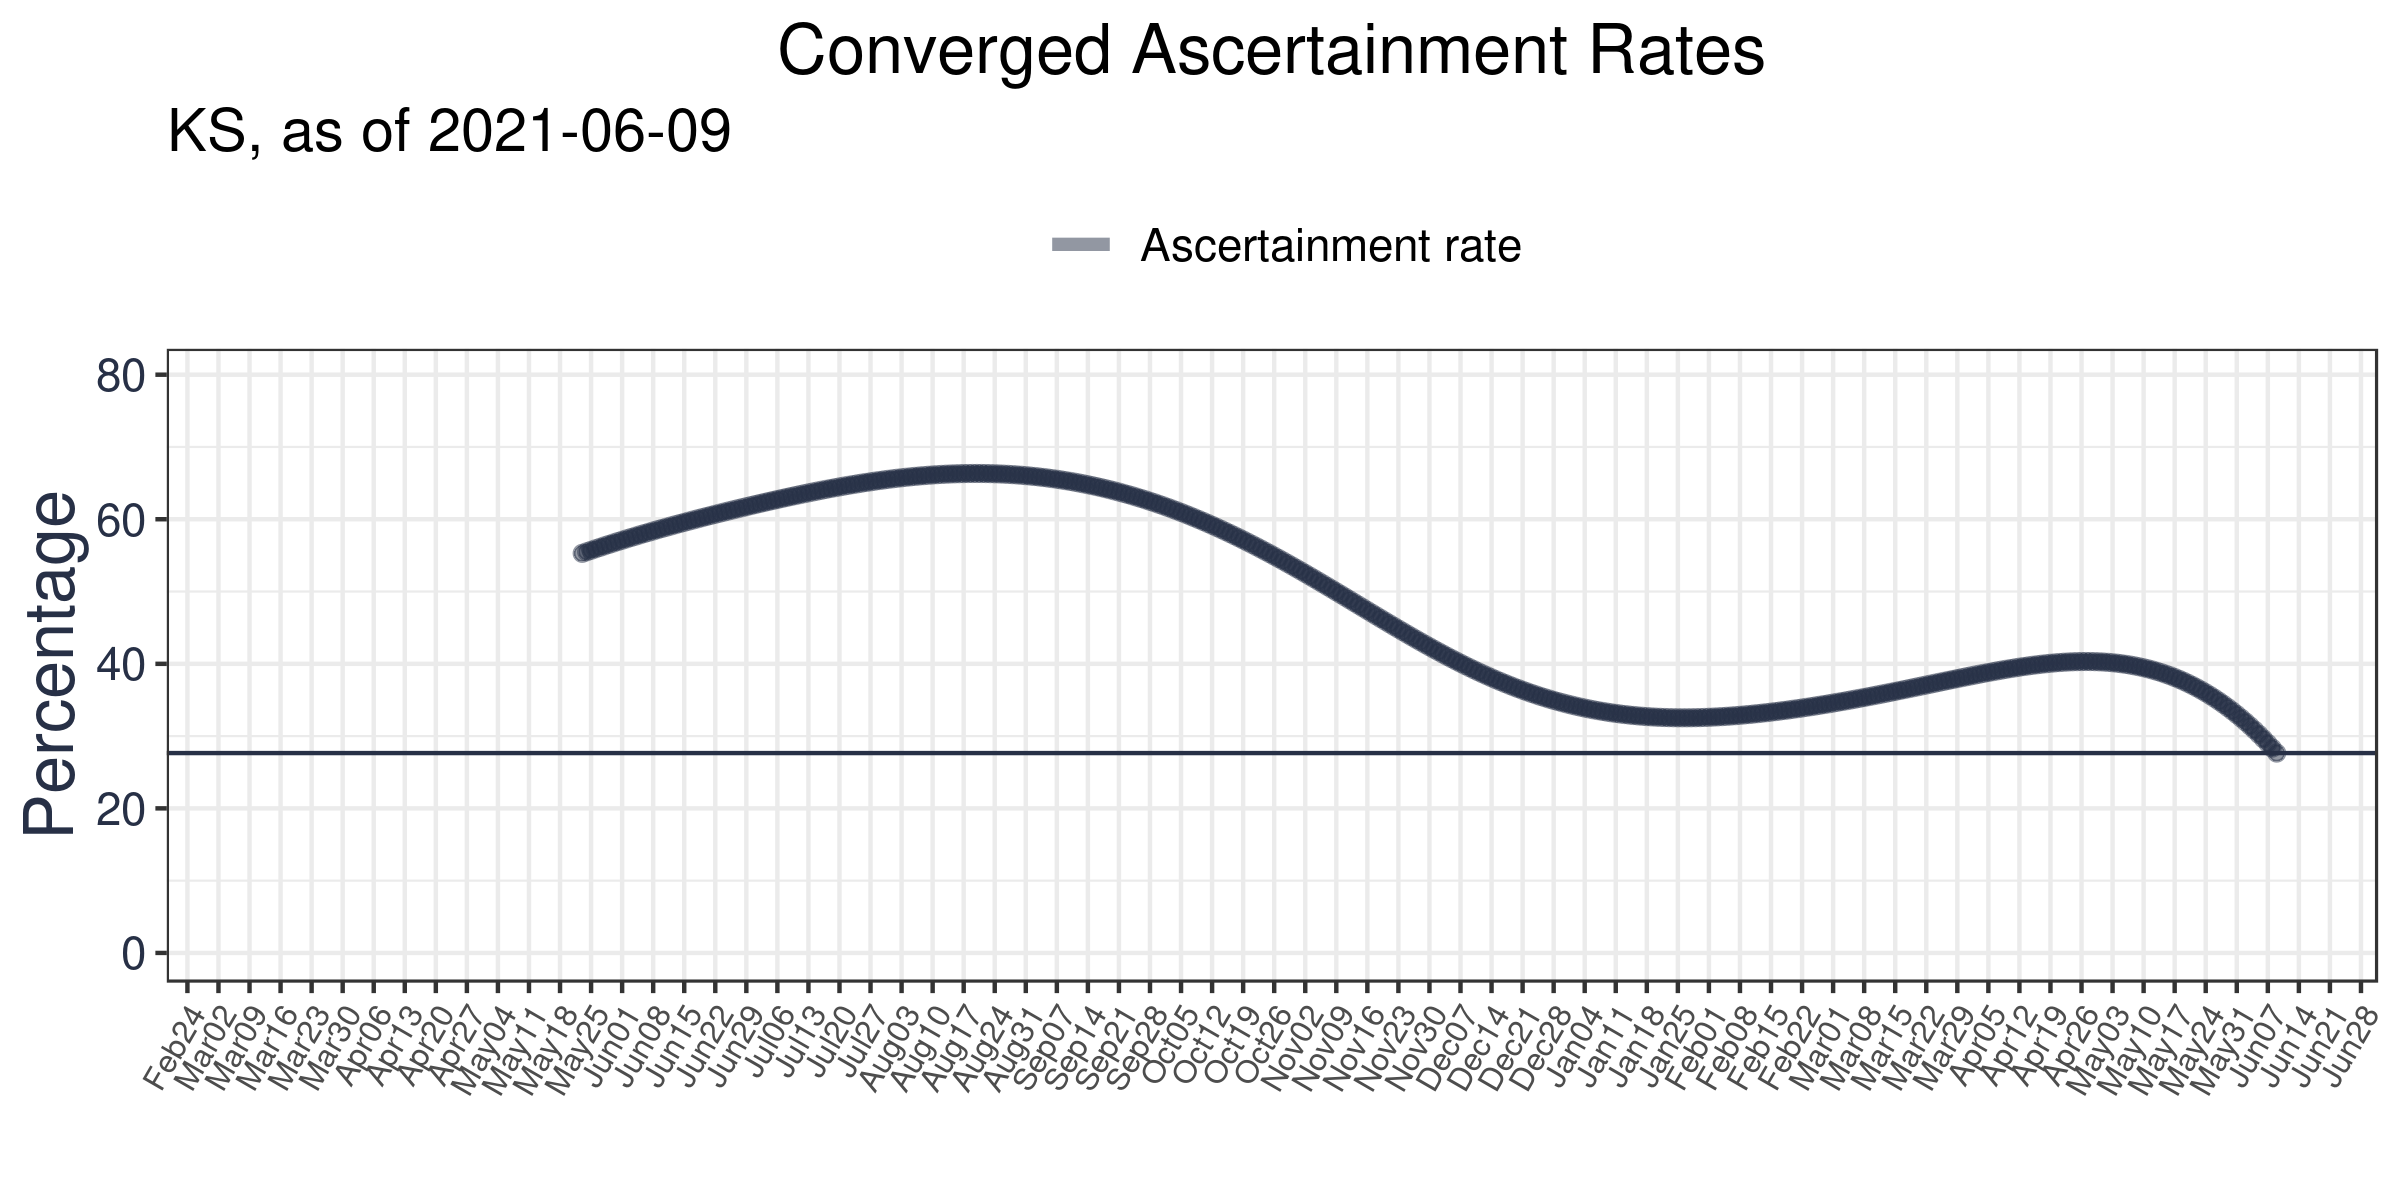 Converged Ascertainment Rates
KS, as of 2021-06-09
Ascertainment rate
Percentage
80
60
40
20
0
Feb24
Mar02
Mar09
Mar16
Mar23
Mar30
Apr06
Apr13
Apr20
Apr27
May04
May11
May18
May25
Jun01
Jun08
Jun15
Jun22
Jun29
Jul06
Jul13
Jul20
Jul27
Aug03
Aug10
Aug17
Aug24
Aug31
Sep07
Sep14
Sep21
Sep28
Oct05
Oct12
Oct19
Oct26
Nov02
Nov09
Nov16
Nov23
Nov30
Dec07
Dec14
Dec21
Dec28
Jan04
Jan11
Jan18
Jan25
Feb01
Feb08
Feb15
Feb22
Mar01
Mar08
Mar15
Mar22
Mar29
Apr05
Apr12
Apr19
Apr26
May03
May10
May17
May24
May31
Jun07
Jun14
Jun21
Jun28